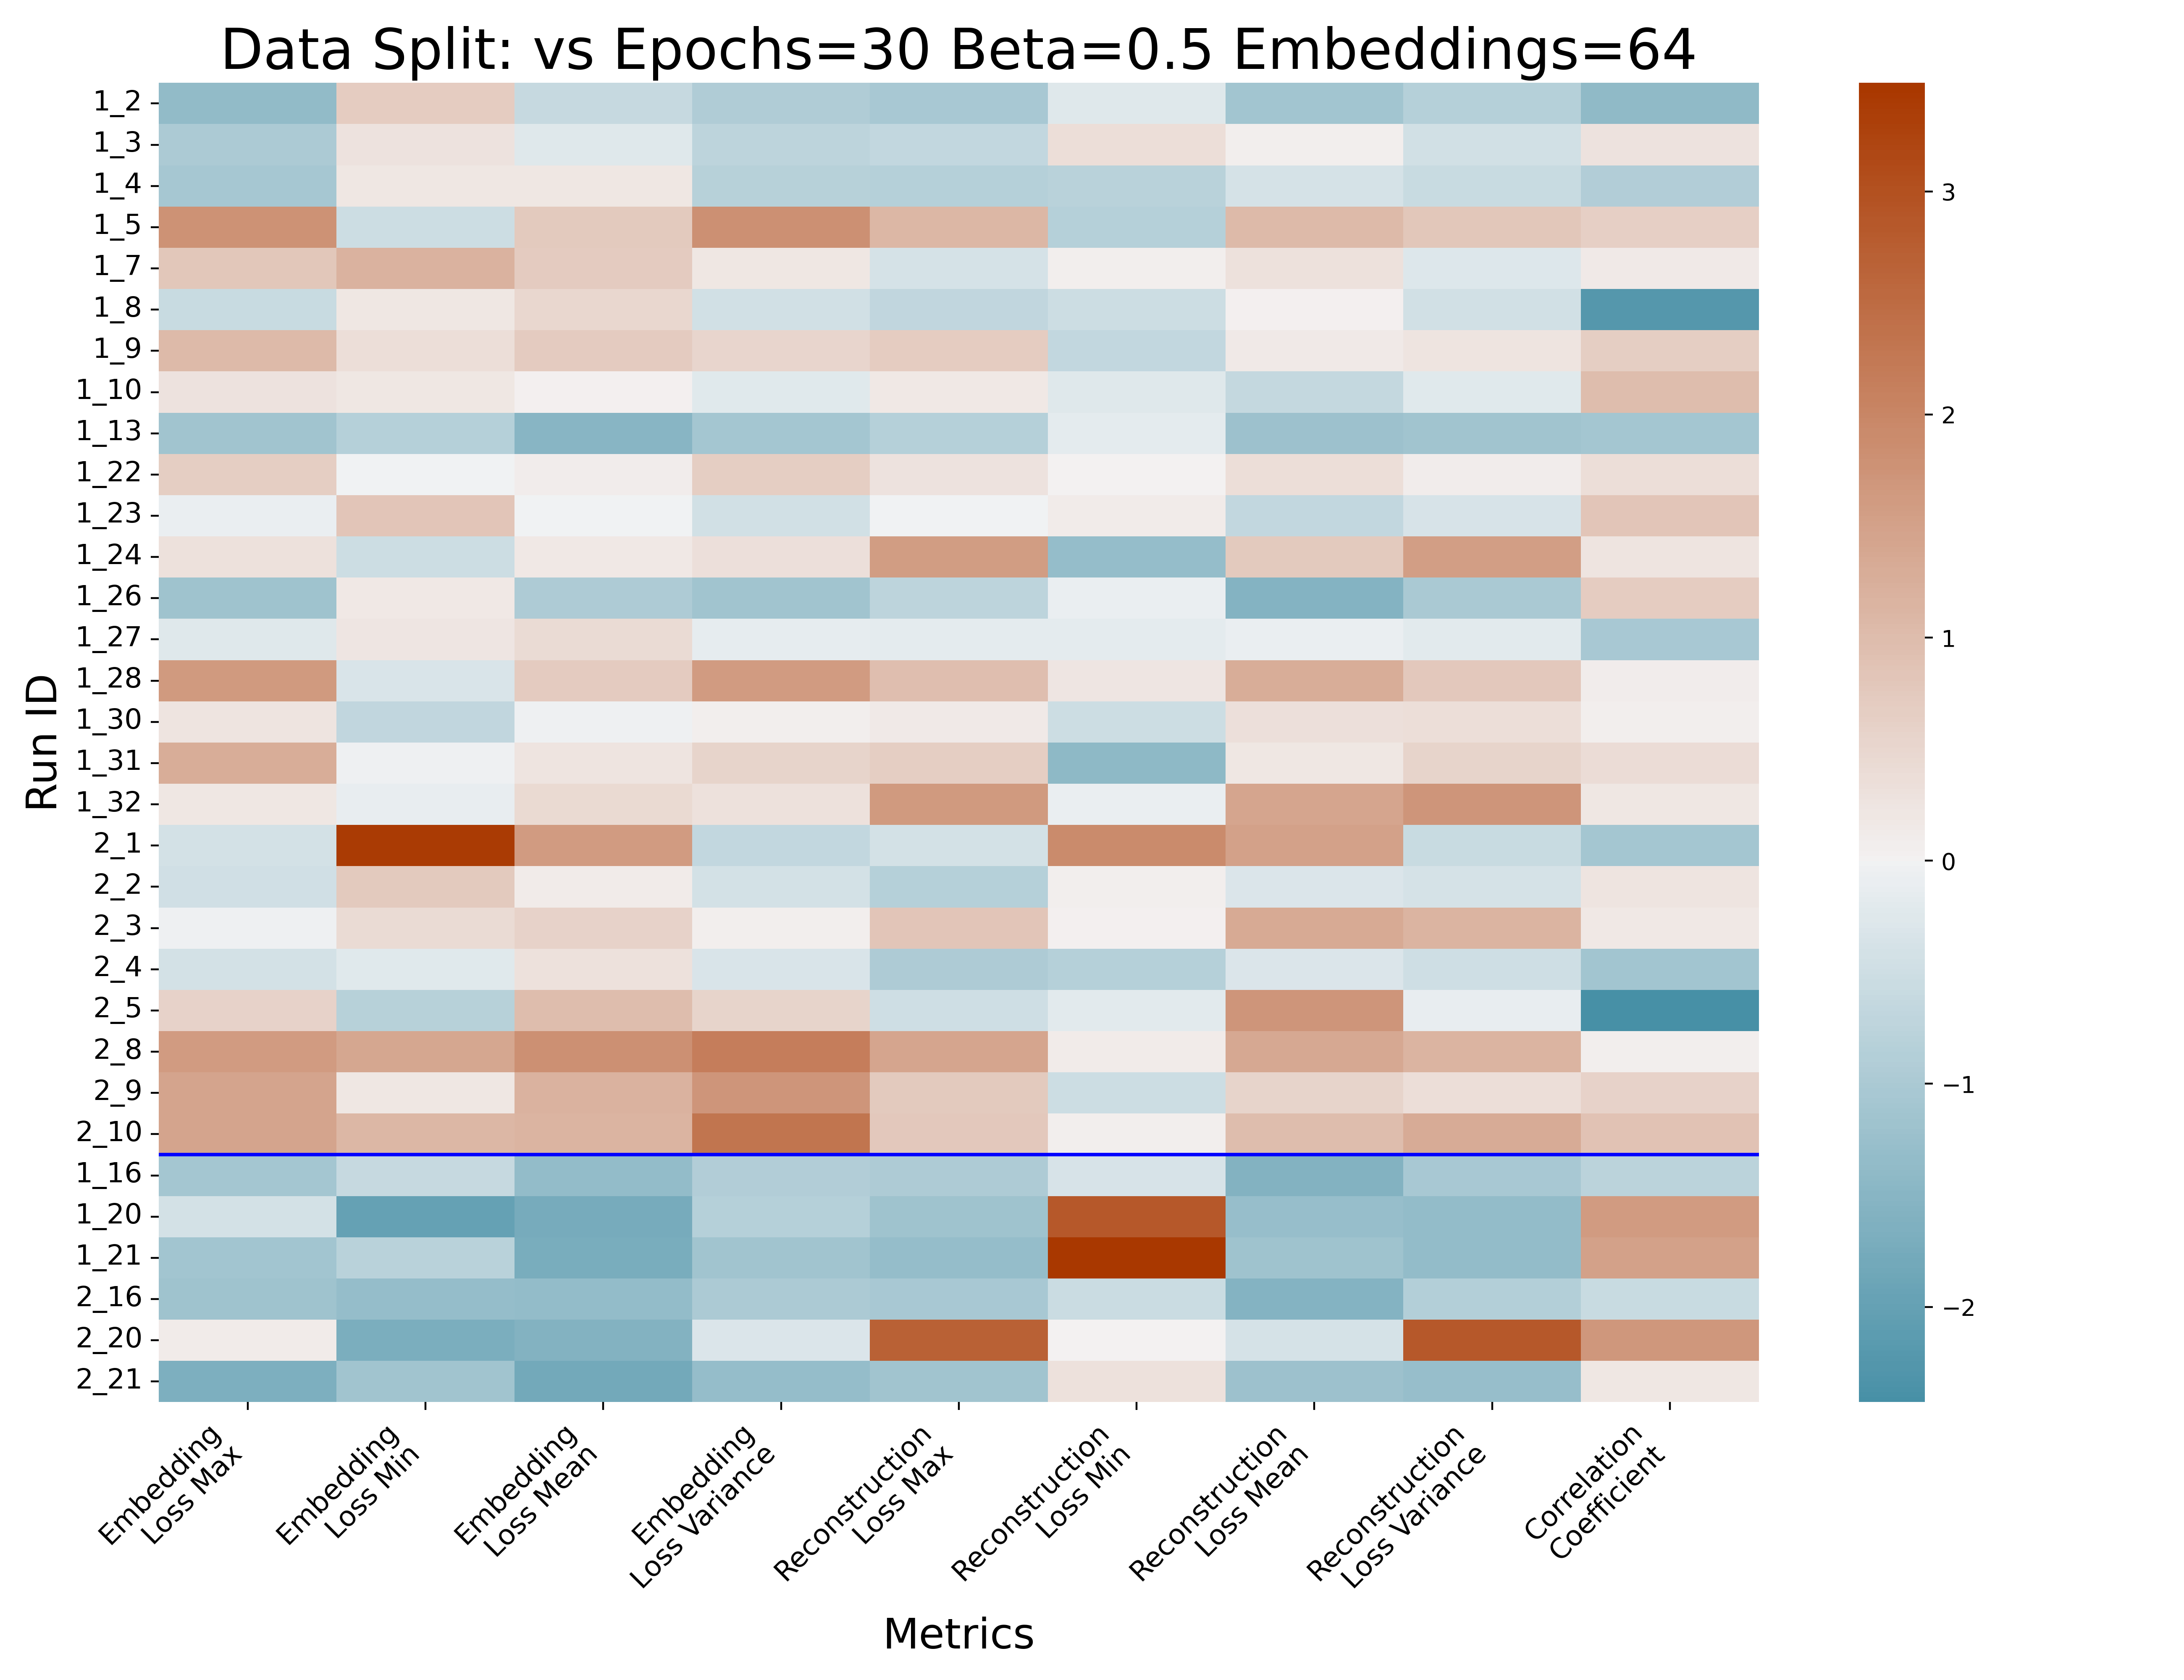 Data Split: vs Epochs=30 Beta=0.5 Embeddings=64
Run ID
1_2
1_3
1_4
1_5
1_7
1_8
1_9
1_10
1_13
1_22
1_23
1_24
1_26
1_27
1_28
1_30
1_31
1_32
2_1
2_2
2_3
2_4
2_5
2_8
2_9
2_10
1_16
1_20
1_21
2_16
2_20
2_21
Embedding
Loss Max
Embedding
Loss Min
Embedding
Loss Mean
Embedding
Loss Variance
Reconstruction
Loss Max
Reconstruction
Loss Min
Reconstruction
Loss Mean
Reconstruction
Loss Variance
Correlation
Coefficient
Metrics
3
2
1
0
−1
−2